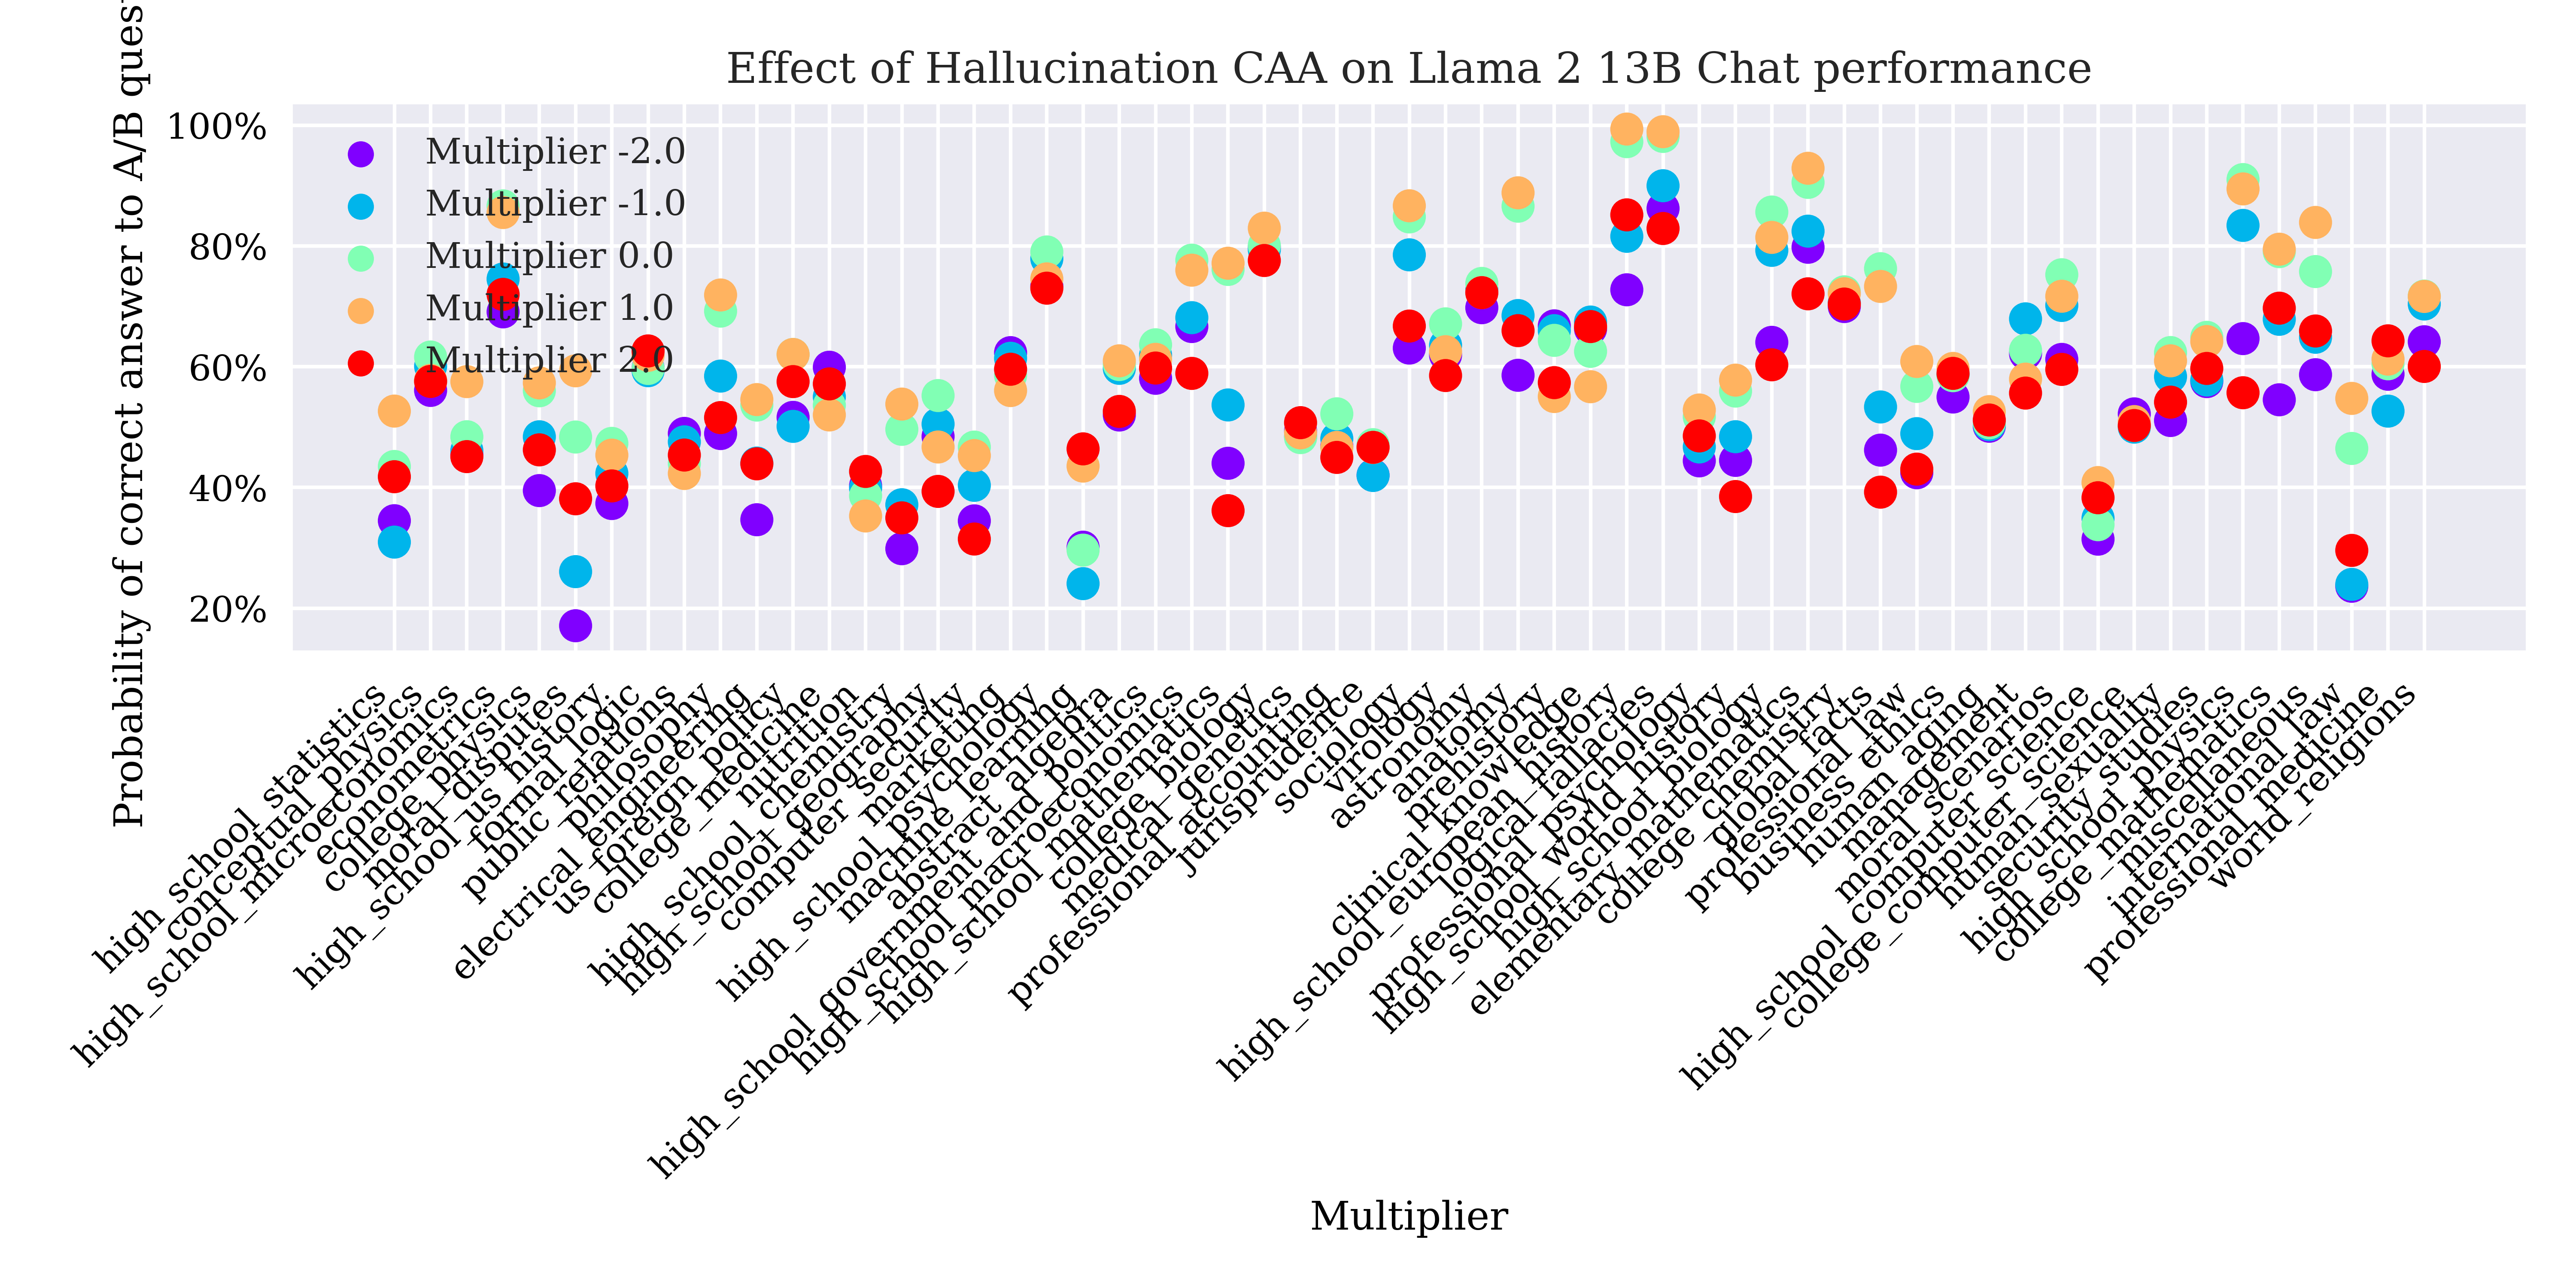 Effect of Hallucination CAA on Llama 2 13B Chat performance
Probability of correct answer to A/B ques
100%
80%
60%
40%
20%
Multiplier -2.0
Multiplier -1.0
Multiplier 0.0
Multiplier 1.0
Multiplier 2.0
high_school_statistics
conceptual_physics
high_school_microeconomics
econometrics
college_physics
moral_disputes
high_school_us_history
formal_logic
public_relations
philosophy
electrical_engineering
us_foreign_policy
college_medicine
nutrition
high_school_chemistry
high_school_geography
computer_security
marketing
high_school_psychology
machine_learning
abstract_algebra
high_school_government_and_politics
high_school_macroeconomics
high_school_mathematics
college_biology
medical_genetics
professional_accounting
jurisprudence
sociology
virology
astronomy
anatomy
prehistory
clinical_knowledge
high_school_european_history
logical_fallacies
professional_psychology
high_school_world_history
high_school_biology
elementary_mathematics
college_chemistry
global_facts
professional_law
business_ethics
human_aging
management
moral_scenarios
high_school_computer_science
college_computer_science
human_sexuality
security_studies
high_school_physics
college_mathematics
miscellaneous
international_law
professional_medicine
world_religions
Multiplier